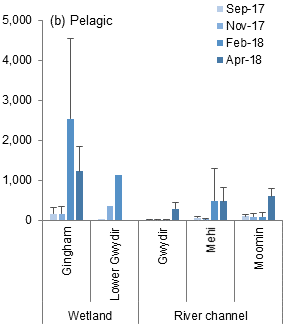 (b) Pelagic
Sep-17
Nov-17
Feb-18
Apr-18
5,000
4,000
3,000
2,000
1,000
0
Gingham
Lower Gwydir
Gwydir
Mehi
Moomin
Wetland
River channel